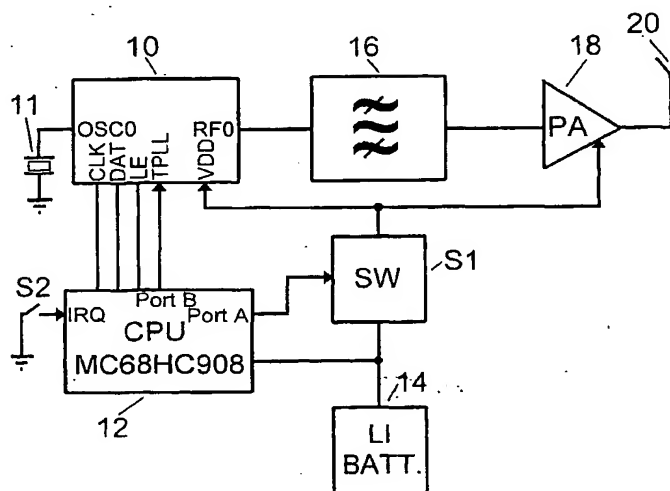 20
10
16
18
11
OSC0
RF0
PA
CLK
DAT
LE
TPLL
VDD
SW
S1
S2
IRQ
Port B
Port A
CPU
MC68HC908
12
14
LI
BATT.